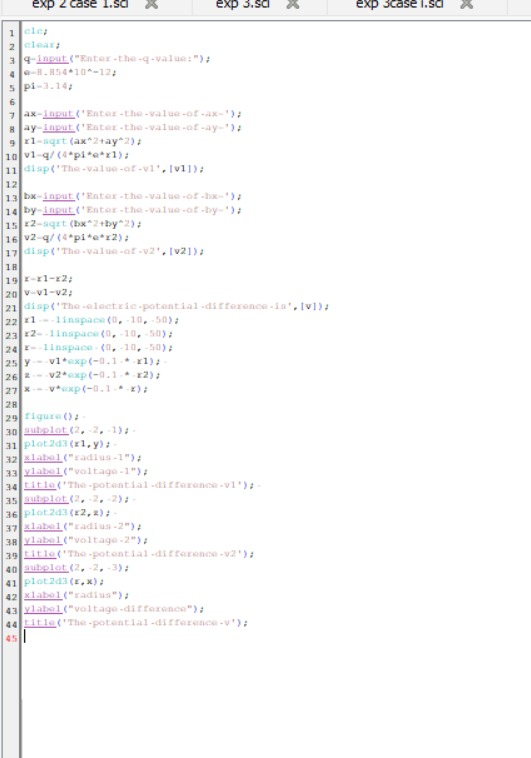 exp 2 case 1.sci exp 3.sci exp 3case i.sci
1 clc;
2 clear;
3 q=input("Enter the q value:");
4 e=8.854*10^-12;
5 pi=3.14;
6
7 ax=input('Enter the value of ax ');
8 ay=input('Enter the value of ay ');
9 r1=sqrt(ax^2+ay^2);
10 v1=q/(4*pi*e*r1);
11 disp('The value of v1',[v1]);
12
13 bx=input('Enter the value of bx ');
14 by=input('Enter the value of by ');
15 r2=sqrt(bx^2+by^2);
16 v2=q/(4*pi*e*r2);
17 disp('The value of v2',[v2]);
18
19 r=r1-r2;
20 v=v1-v2;
21 disp('The electric potential difference is',[v]);
22 r1 = linspace(0, 10, 50);
23 r2= linspace(0, 10, 50);
24 r= linspace (0, 10, 50);
25 y = v1*exp(-0.1 * r1);
26 z = v2*exp(-0.1 * r2);
27 x = v*exp(-0.1 * r);
28
29 figure();
30 subplot(2, 2, 1);
31 plot2d3(r1,y);
32 xlabel("radius 1");
33 ylabel("voltage 1");
34 title('The potential difference v1');
35 subplot(2, 2, 2);
36 plot2d3(r2,z);
37 xlabel("radius 2");
38 ylabel("voltage 2");
39 title('The potential difference v2');
40 subplot(2, 2, 3);
41 plot2d3(r,x);
42 xlabel("radius");
43 ylabel("voltage difference");
44 title('The potential difference v');
45